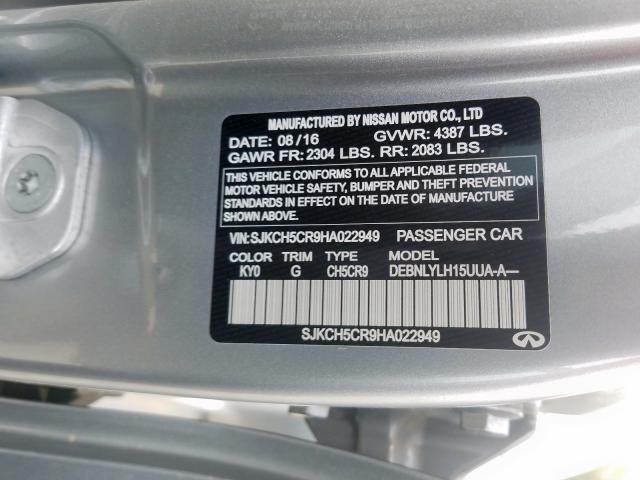 MANUFACTURED BY NISSAN MOTOR CO., LTD
DATE: 08/16 GVWR: 4387 LBS.
GAWR FR: 2304 LBS. RR: 2083 LBS.
THIS VEHICLE CONFORMS TO ALL APPLICABLE FEDERAL
MOTOR VEHICLE SAFETY, BUMPER AND THEFT PREVENTION
STANDARDS IN EFFECT ON THE DATE OF MANUFACTURE
SHOWN ABOVE.
VIN:SJKCH5CR9HA022949 PASSENGER CAR
COLOR TRIM TYPE MODEL
KY0 G CH5CR9 DEBNLYLH15UUA-A—
SJKCH5CR9HA022949